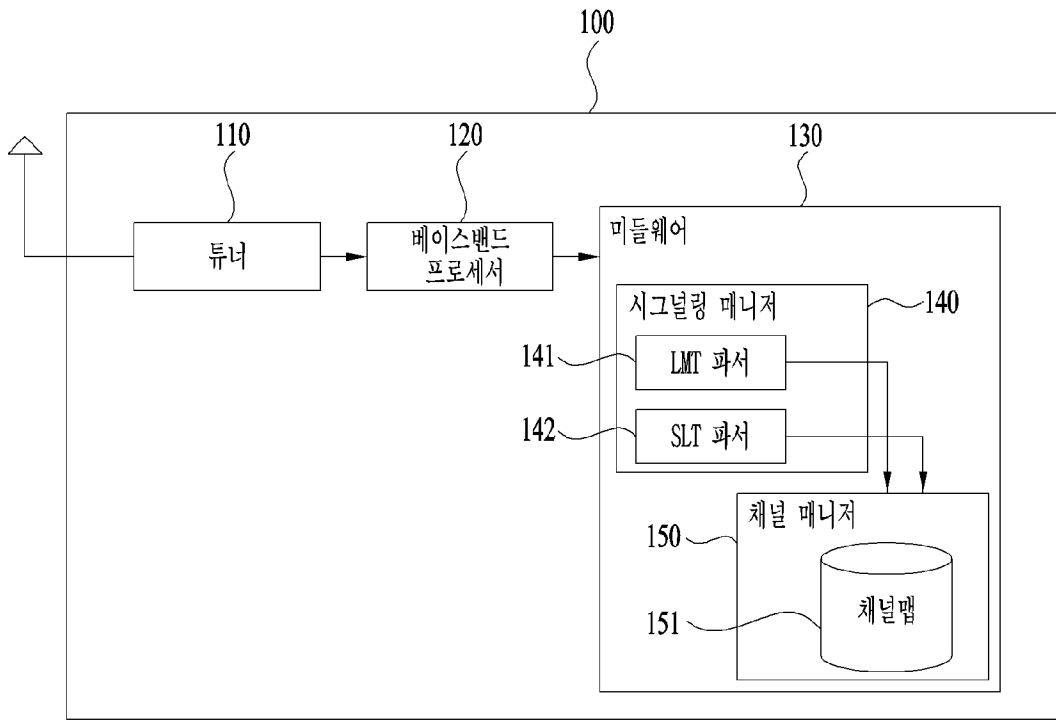 100
110
120
130
튜너
베이스밴드
프로세서
미들웨어
시그널링 매니저
140
141
LMT 파서
142
SLT 파서
채널 매니저
150
채널맵
151